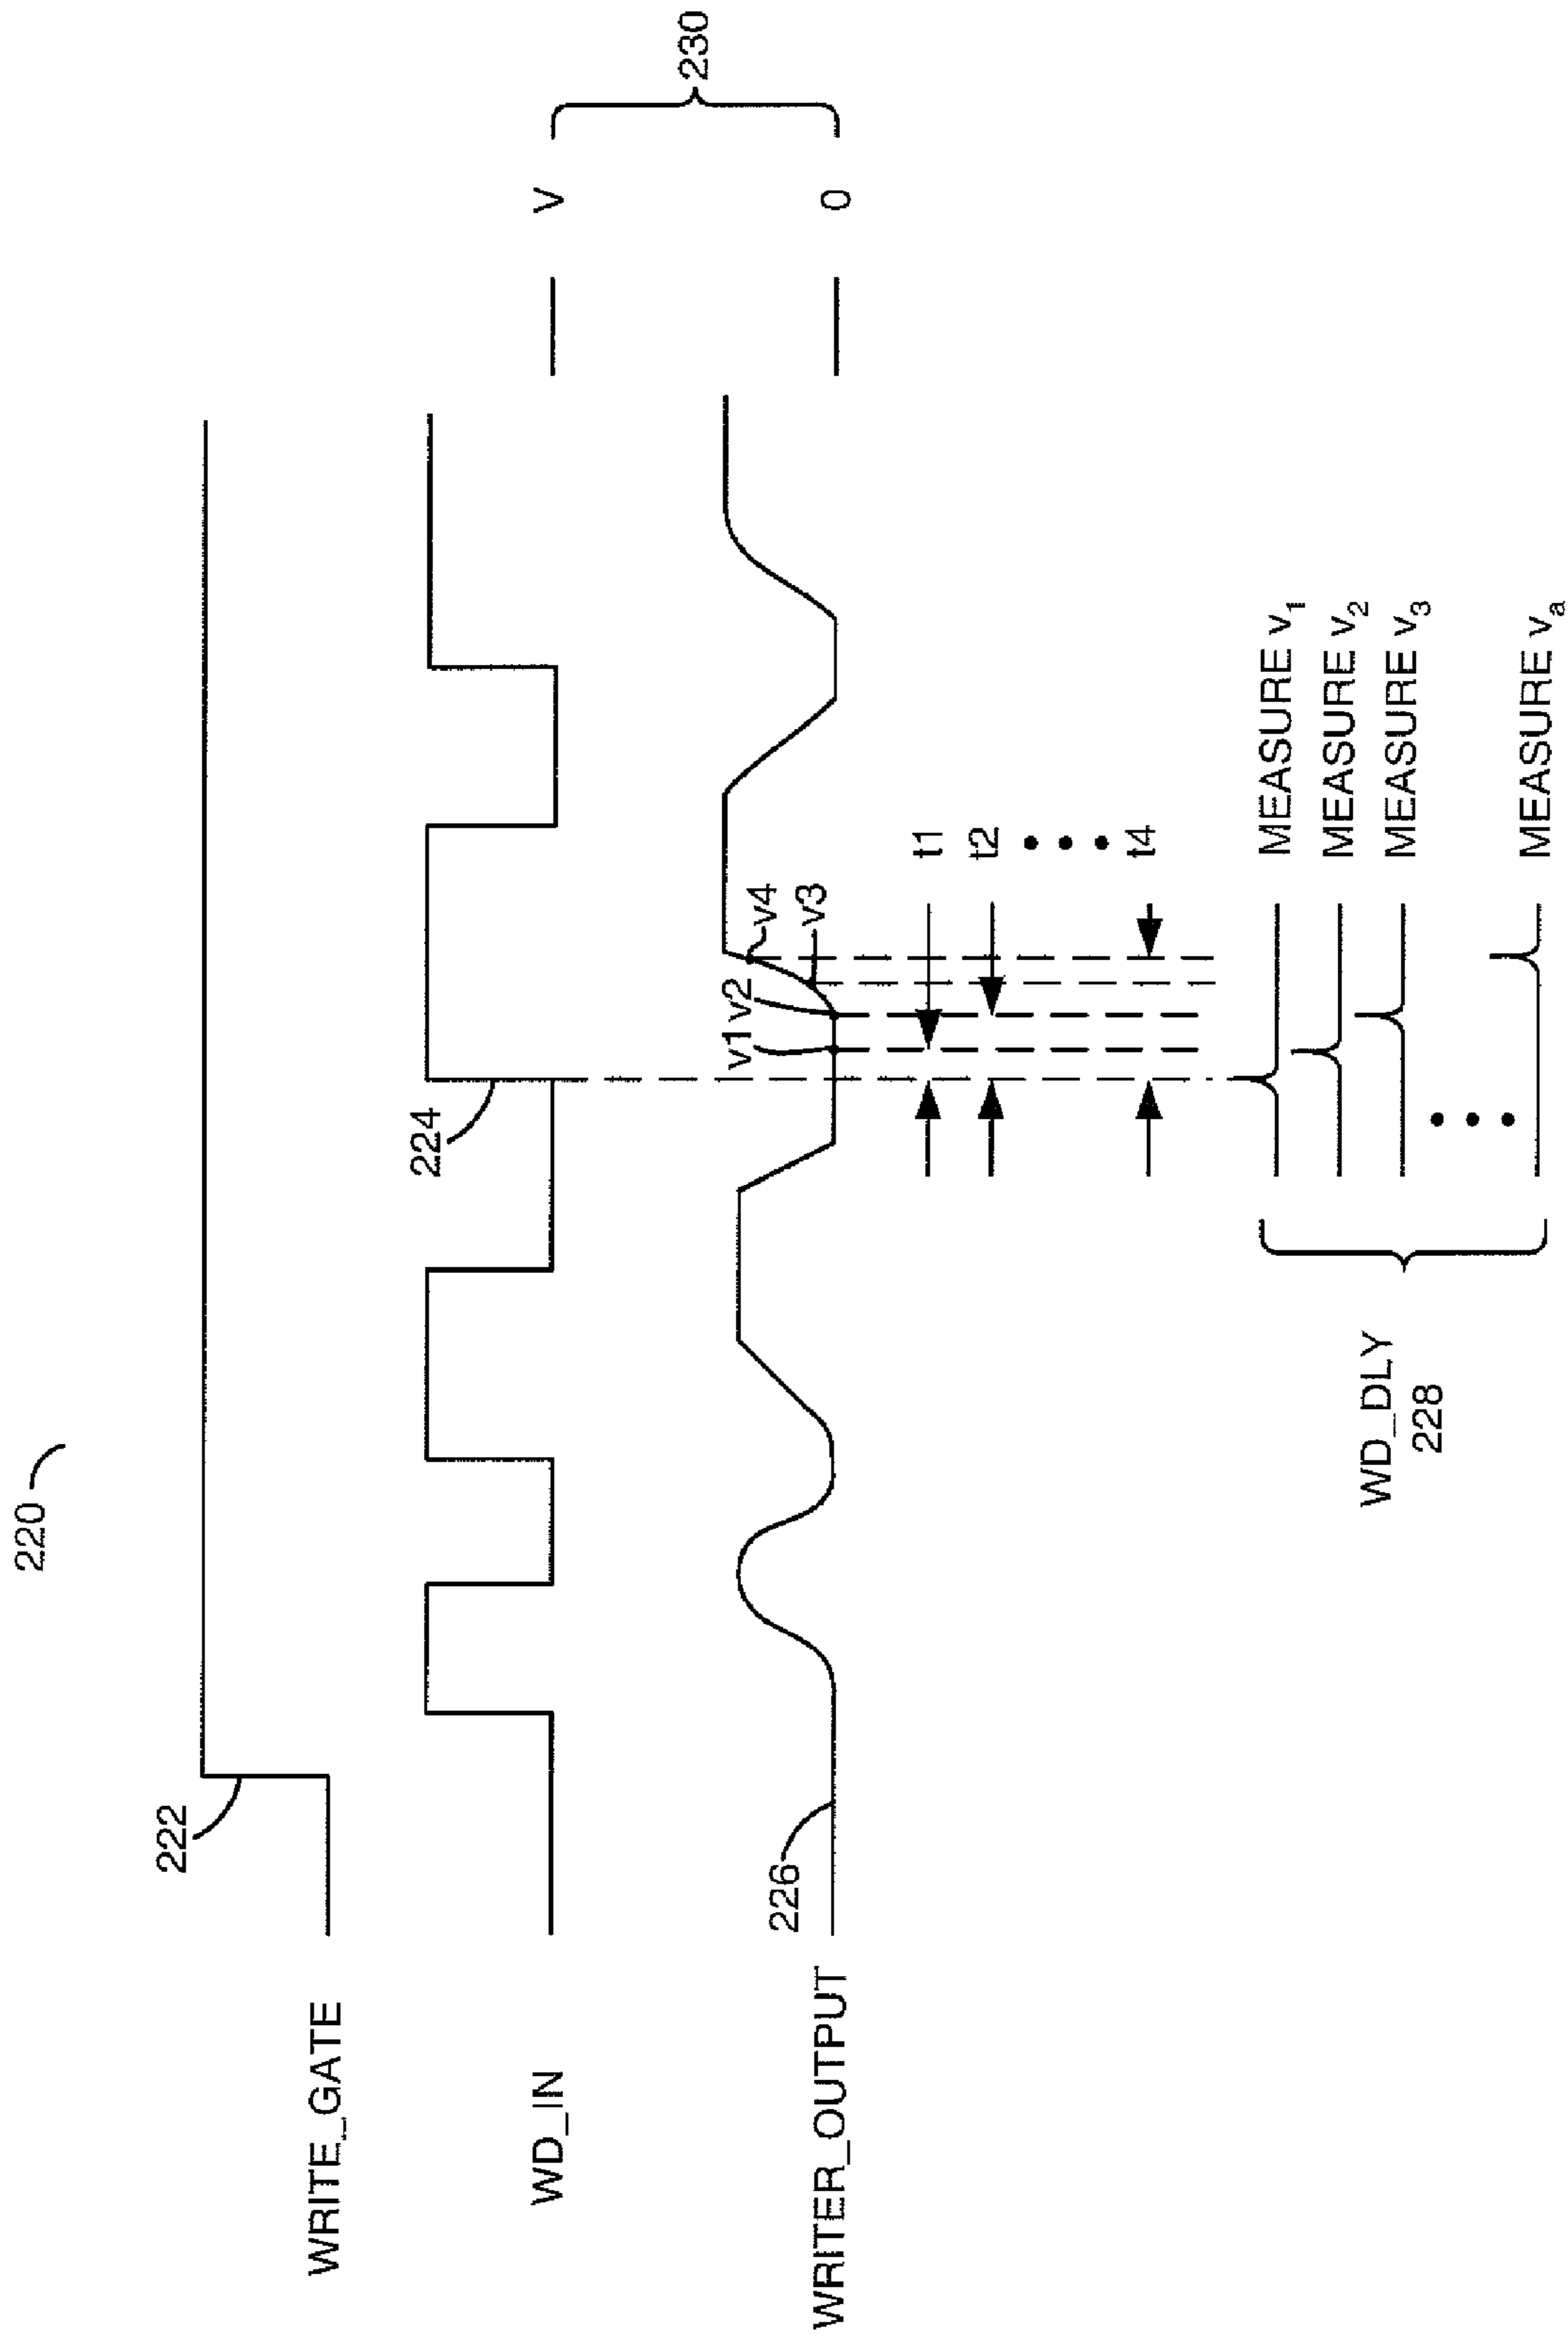 220
222
WRITE_GATE
224
WD_IN
V
230
0
v1 v2 v4
v3
226
WRITER_OUTPUT
t1
t2
t4
MEASURE v1
MEASURE v2
MEASURE v3
MEASURE va
WD_DLY
228